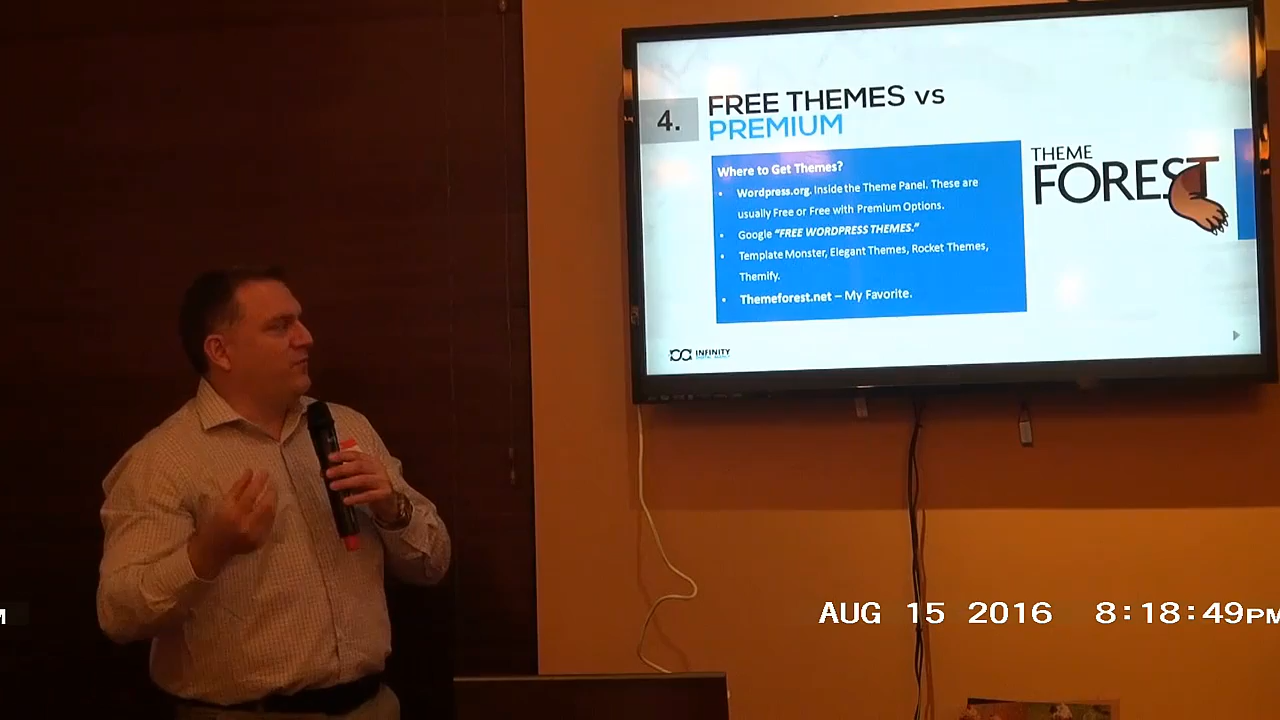 4.
FREE THEMES vs
PREMIUM
Where to Get Themes?
• Wordpress.org. Inside the Theme Panel. These are
usually Free or Free with Premium Options.
• Google “FREE WORDPRESS THEMES.”
• Template Monster, Elegant Themes, Rocket Themes,
Themify.
• Themeforest.net – My Favorite.
THEME
FOREST
INFINITY
DIGITAL AGENCY
M
AUG 15 2016 8:18:49PM